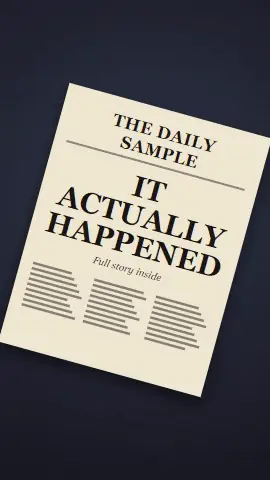 THE DAILY
SAMPLE
IT
ACTUALLY
HAPPENED
Full story inside